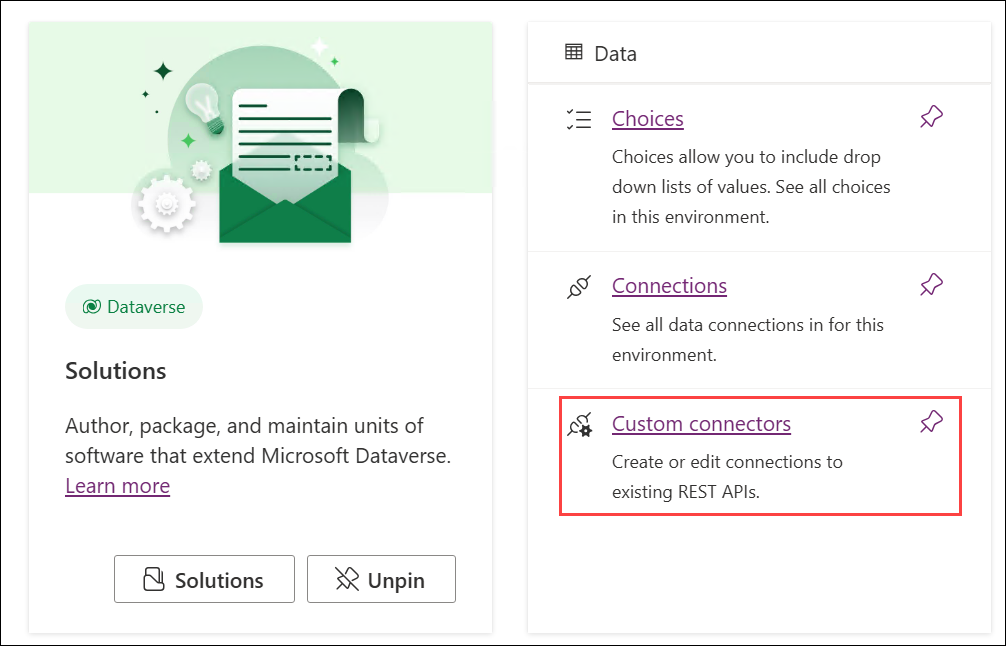 Dataverse
Solutions
Author, package, and maintain units of
software that extend Microsoft Dataverse.
Learn more
Solutions
Unpin
Data
Choices
Choices allow you to include drop
down lists of values. See all choices
in this environment.
Connections
See all data connections in for this
environment.
Custom connectors
Create or edit connections to
existing REST APIs.